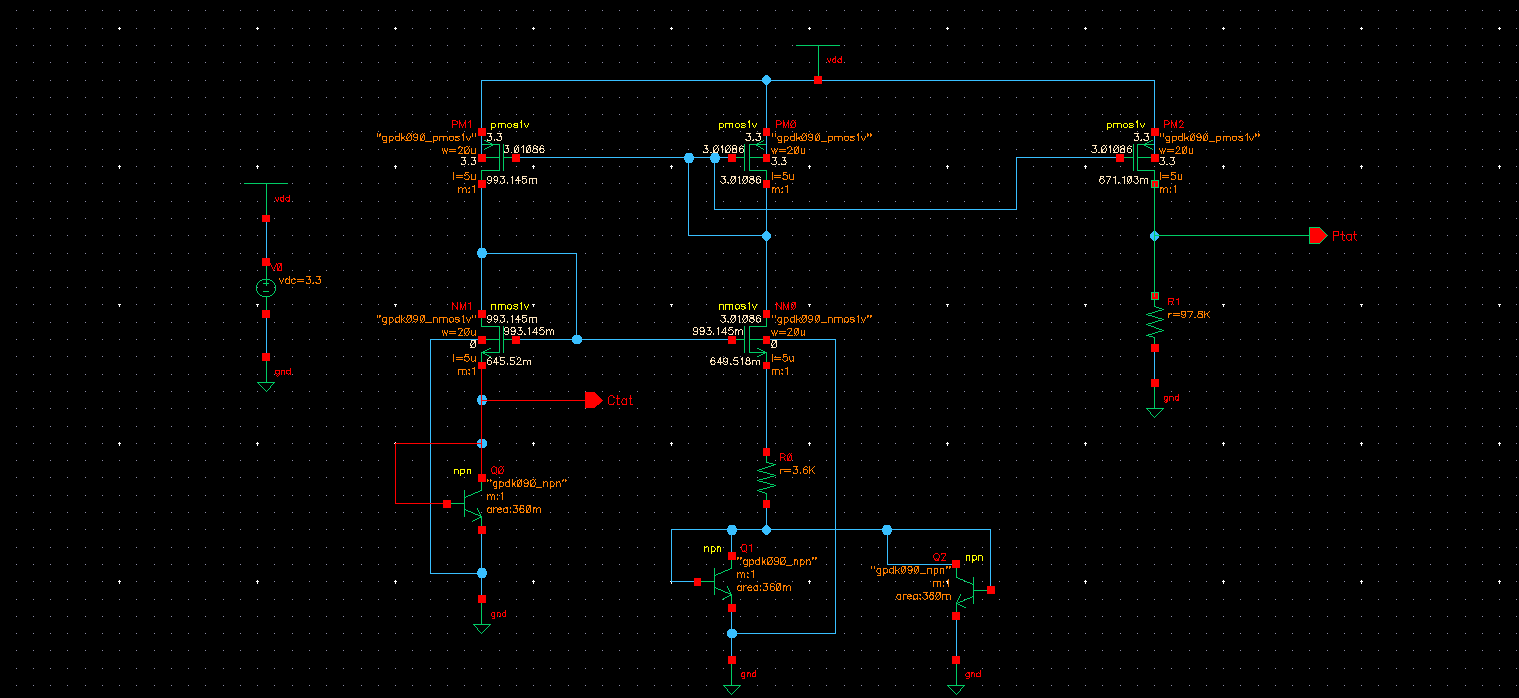 vdd
PM1
pmos1v
3.3
"gpdk090_pmos1v"
w=20u
3.01086
3.3
l=5u
993.145m
m:1
PM0
pmos1v
3.3
"gpdk090_pmos1v"
w=20u
3.01086
3.3
l=5u
3.01086
m:1
PM2
pmos1v
3.3
"gpdk090_pmos1v"
w=20u
3.01086
3.3
l=5u
671.103m
m:1
vdd
V0
vdc=3.3
gnd
Ptat
R1
r=97.8K
gnd
NM1
nmos1v
993.145m
"gpdk090_nmos1v"
w=20u
993.145m
0
l=5u
645.52m
m:1
NM0
nmos1v
3.01086
"gpdk090_nmos1v"
w=20u
993.145m
0
l=5u
649.518m
m:1
Ctat
npn
Q0
"gpdk090_npn"
m:1
area:360m
gnd
R0
r=3.6K
npn
Q1
"gpdk090_npn"
m:1
area:360m
gnd
Q2
npn
"gpdk090_npn"
m:1
area:360m
gnd